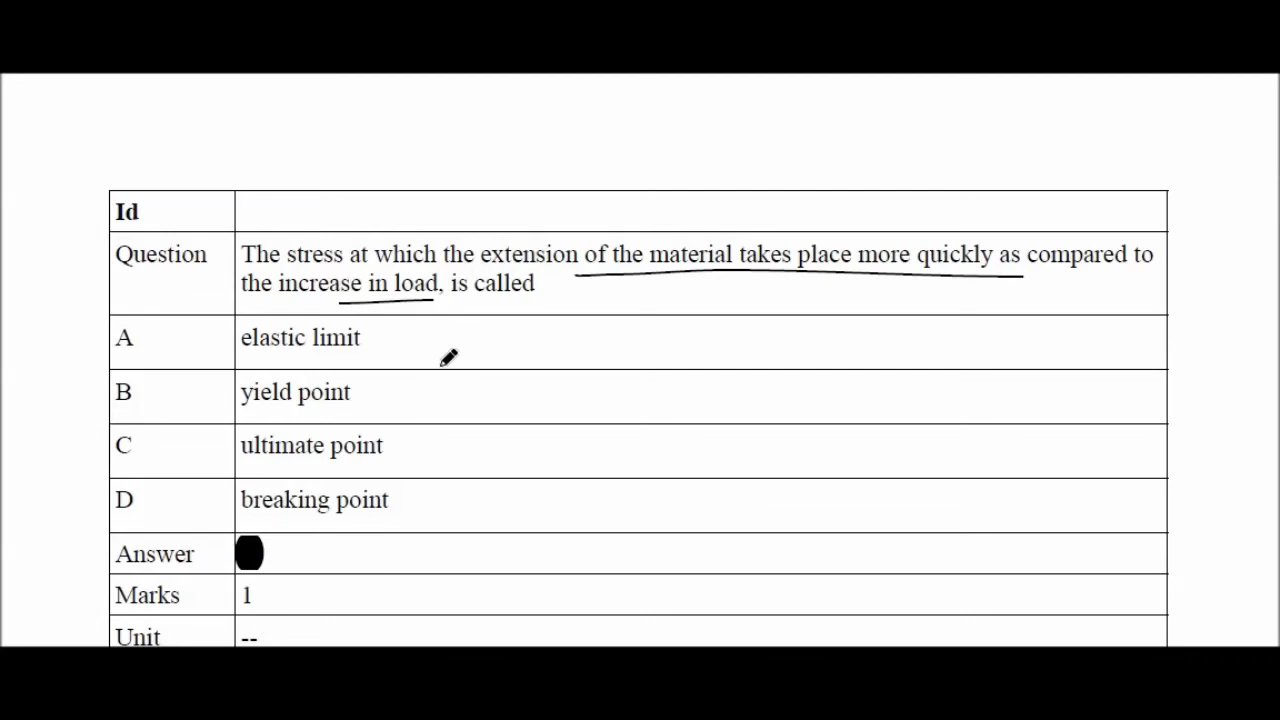 Id
Question The stress at which the extension of the material takes place more quickly as compared to
the increase in load, is called
A elastic limit
B yield point
C ultimate point
D breaking point
Answer
Marks 1
Unit --